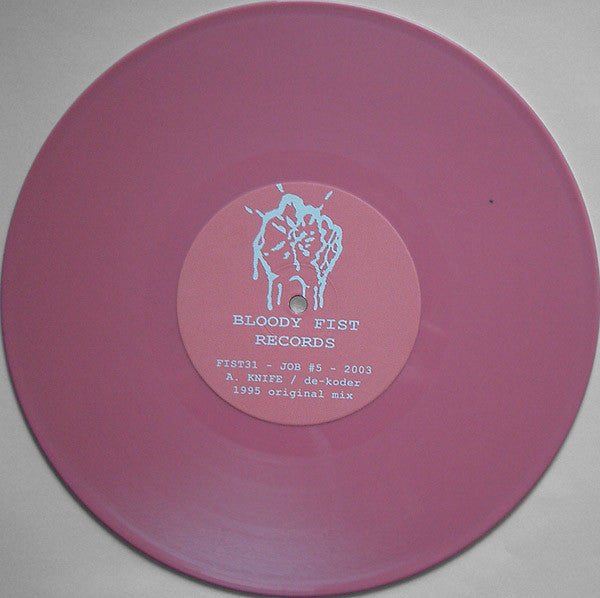 BLOODY FIST
RECORDS
FIST31 - JOB #5 - 2003
A. KNIFE / de-koder
1995 original mix